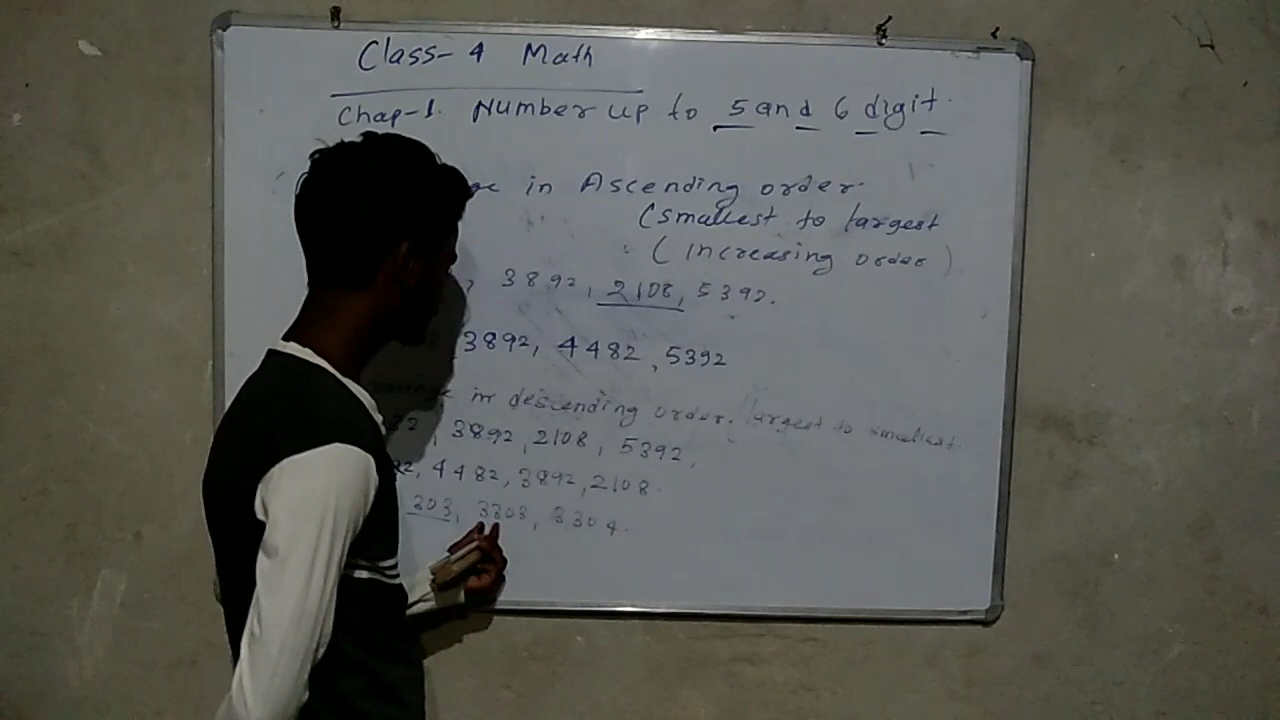 Class-4 Math
Chap-1. Number up to 5 and 6 digit
in Ascending order.
(smallest to largest
(Increasing order)
, 3892, 2108, 5392.
3892, 4482, 5392
in descending order. largest to smallest.
, 3892, 2108, 5392,
, 4482, 3892, 2108.
303, 3303, 3304.